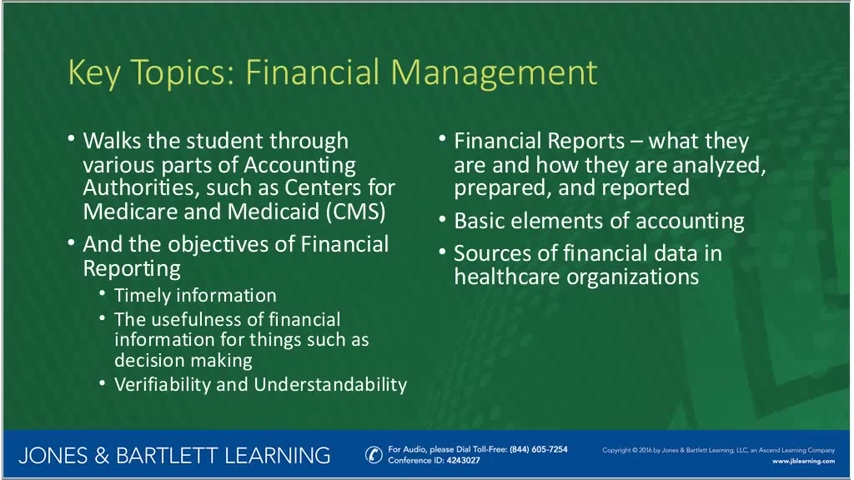 Key Topics: Financial Management
• Walks the student through
various parts of Accounting
Authorities, such as Centers for
Medicare and Medicaid (CMS)
• And the objectives of Financial
Reporting
• Timely information
• The usefulness of financial
information for things such as
decision making
• Verifiability and Understandability
• Financial Reports – what they
are and how they are analyzed,
prepared, and reported
• Basic elements of accounting
• Sources of financial data in
healthcare organizations
JONES & BARTLETT LEARNING
For Audio, please Dial Toll-Free: (844) 605-7254
Conference ID: 4243027
Copyright © 2016 by Jones & Bartlett Learning, LLC, an Ascend Learning Company
www.jblearning.com